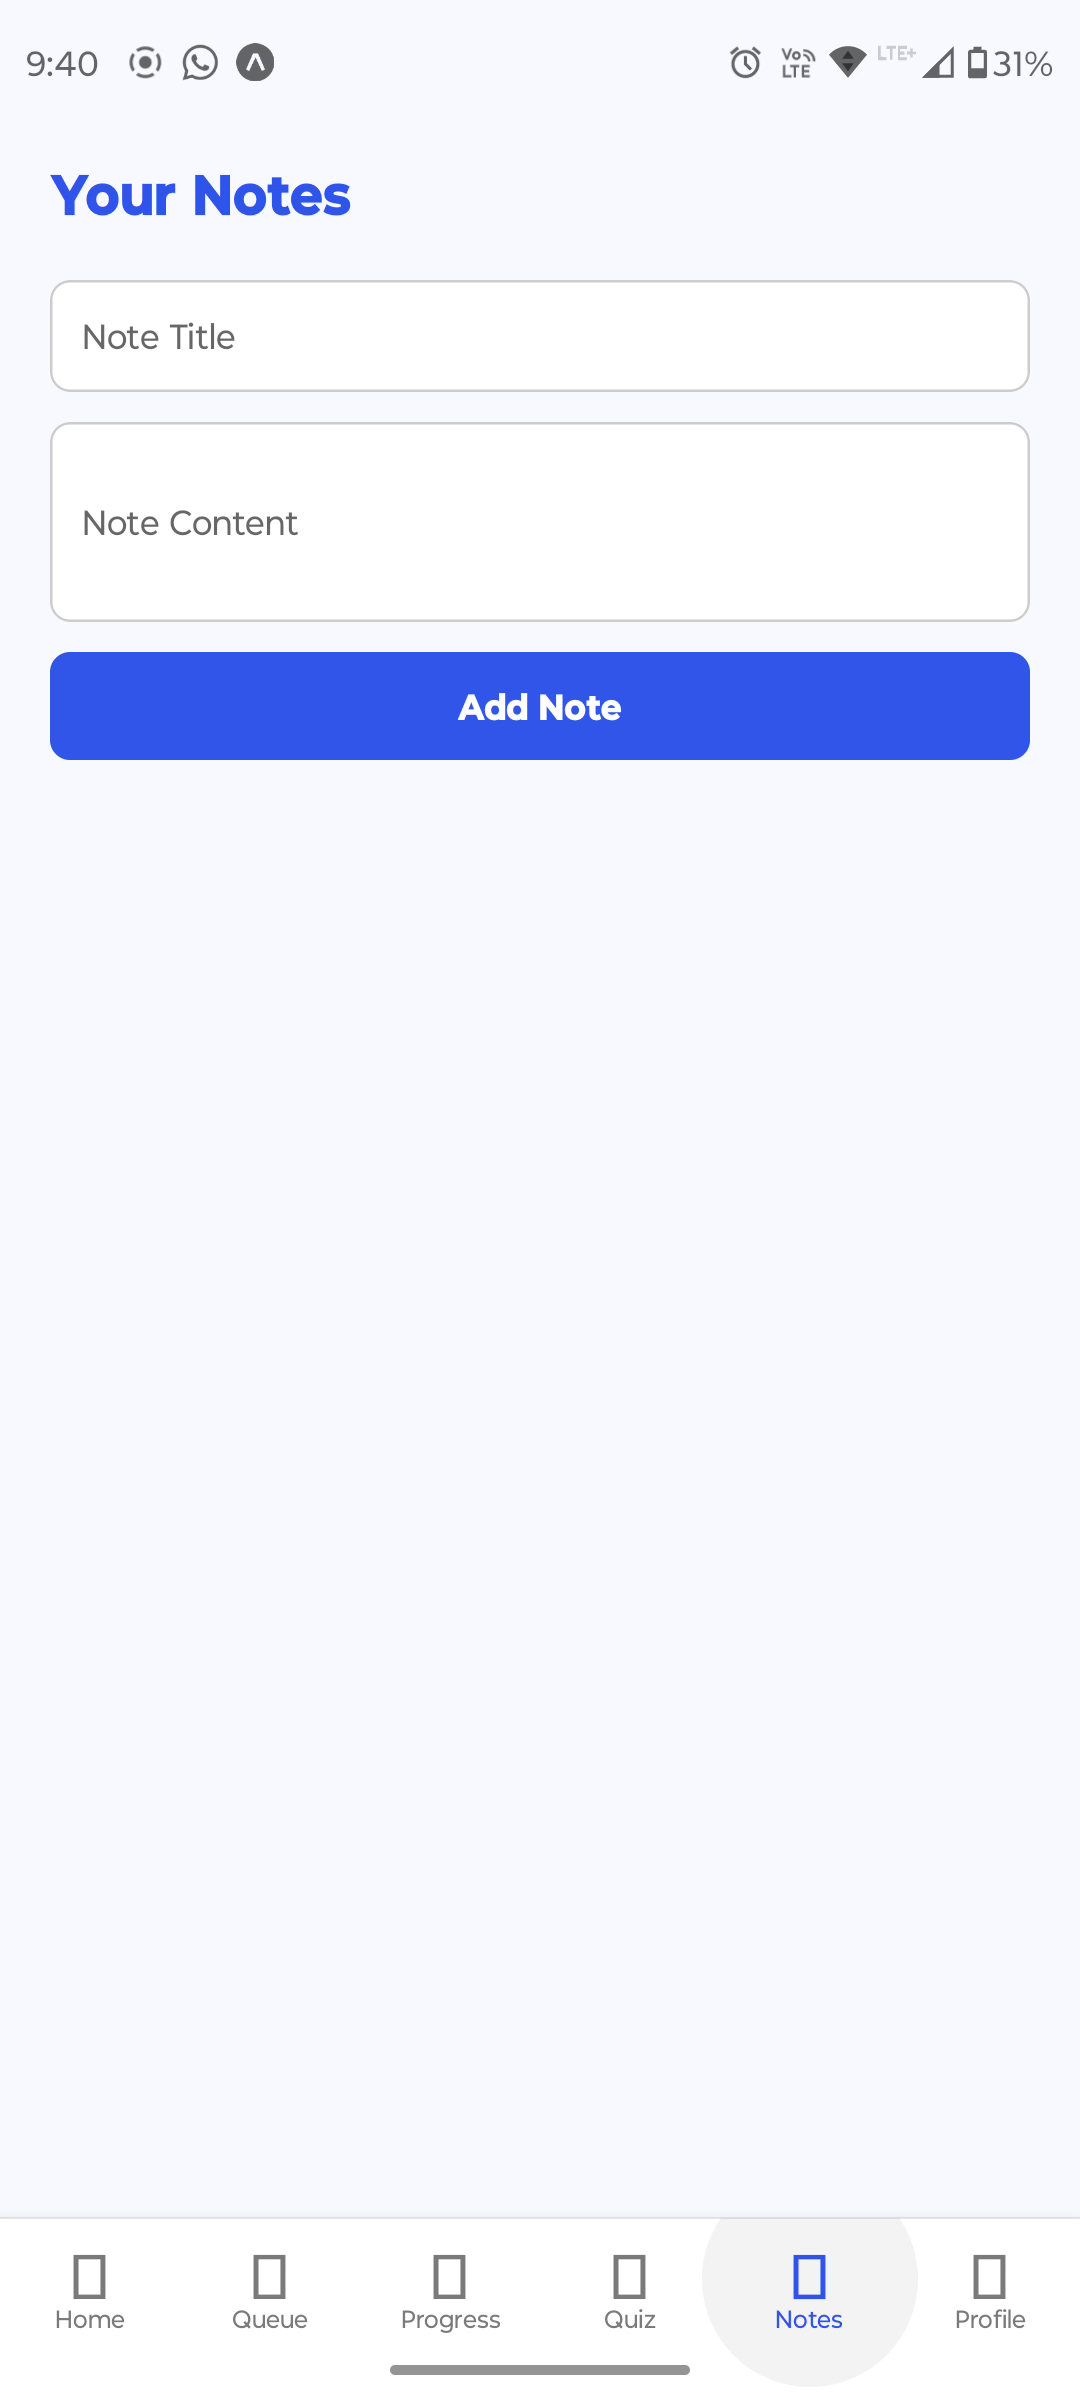 9:40 Vo LTE LTE+ 31%
Your Notes
Note Title
Note Content
Add Note
Home Queue Progress Quiz Notes Profile